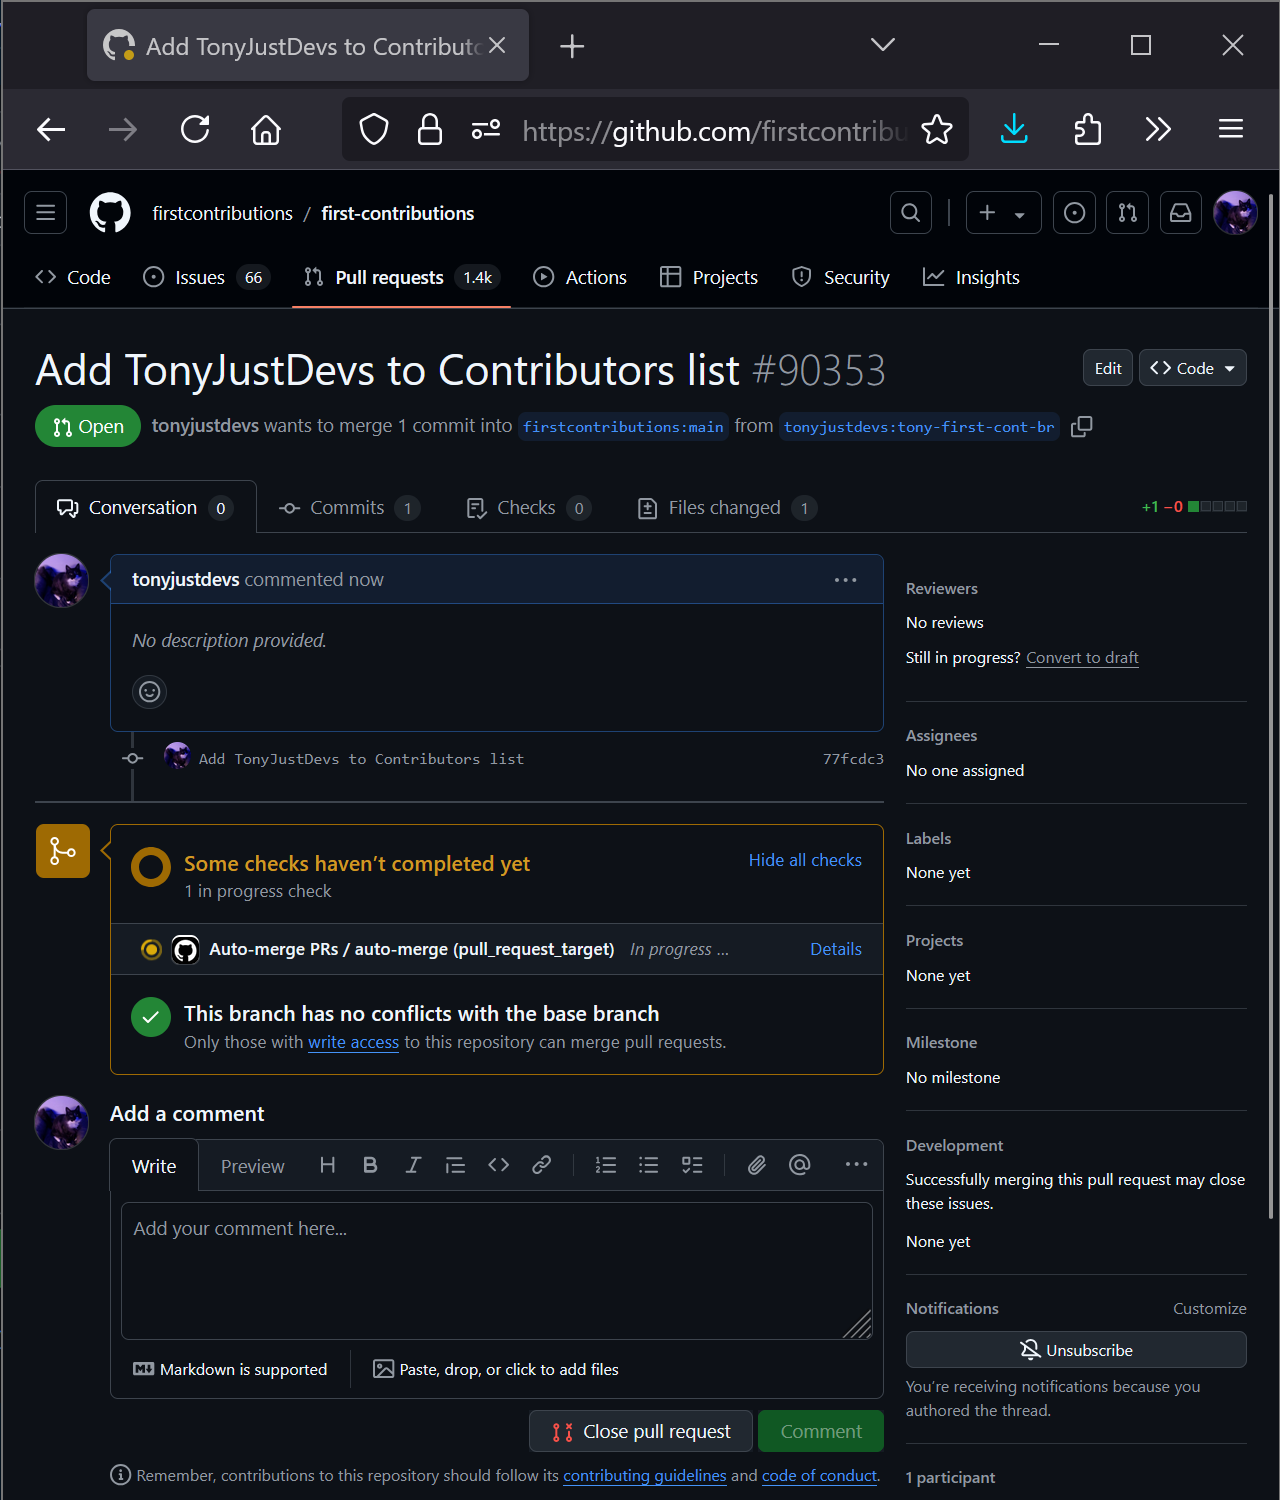 Add TonyJustDevs to Contributo
https://github.com/firstcontribu
firstcontributions / first-contributions
Code
Issues 66
Pull requests 1.4k
Actions
Projects
Security
Insights
Add TonyJustDevs to Contributors list #90353
Edit
Code
Open
tonyjustdevs wants to merge 1 commit into firstcontributions:main from tonyjustdevs:tony-first-cont-br
Conversation 0
Commits 1
Checks 0
Files changed 1
+1 −0
tonyjustdevs commented now
No description provided.
Add TonyJustDevs to Contributors list
77fcdc3
Some checks haven’t completed yet
Hide all checks
1 in progress check
Auto-merge PRs / auto-merge (pull_request_target) In progress ...
Details
This branch has no conflicts with the base branch
Only those with write access to this repository can merge pull requests.
Add a comment
Write
Preview
Add your comment here...
Markdown is supported
Paste, drop, or click to add files
Close pull request
Comment
Remember, contributions to this repository should follow its contributing guidelines and code of conduct.
Reviewers
No reviews
Still in progress? Convert to draft
Assignees
No one assigned
Labels
None yet
Projects
None yet
Milestone
No milestone
Development
Successfully merging this pull request may close
these issues.
None yet
Notifications
Customize
Unsubscribe
You’re receiving notifications because you
authored the thread.
1 participant